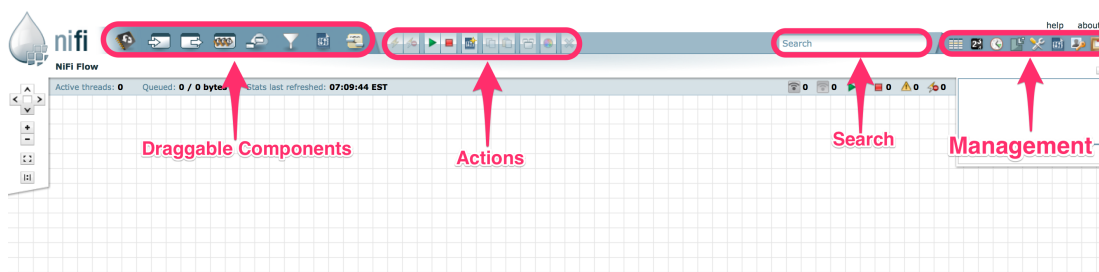 help about
nifi
Search
NiFi Flow
Active threads: 0 Queued: 0 / 0 bytes Stats last refreshed: 07:09:44 EST 0 0 0 0 0
Draggable Components
Actions
Search
Management